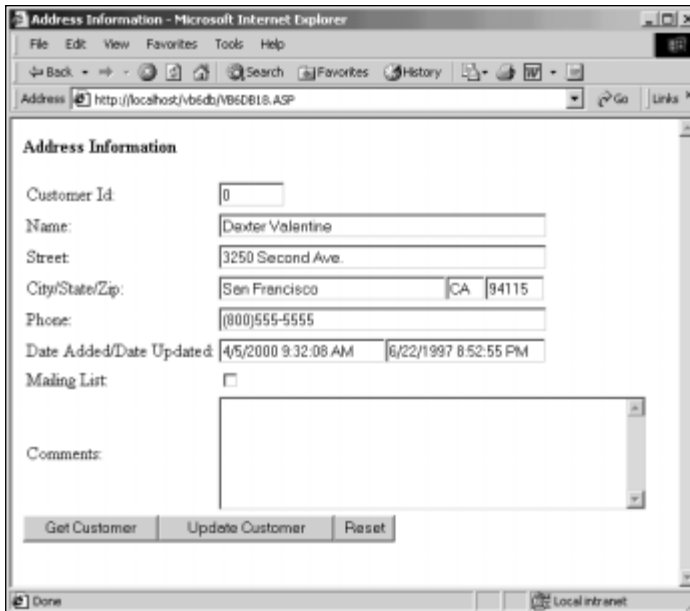 Address Information - Microsoft Internet Explorer
File Edit View Favorites Tools Help
Back Search Favorites History
Address http://localhost/vb6db/VB6DB18.ASP Go Links
Address Information
Customer Id: 0
Name: Dexter Valentine
Street: 3250 Second Ave.
City/State/Zip: San Francisco CA 94115
Phone: (800)555-5555
Date Added/Date Updated: 4/5/2000 9:32:08 AM 6/22/1997 8:52:55 PM
Mailing List:
Comments:
Get Customer Update Customer Reset
Done Local intranet